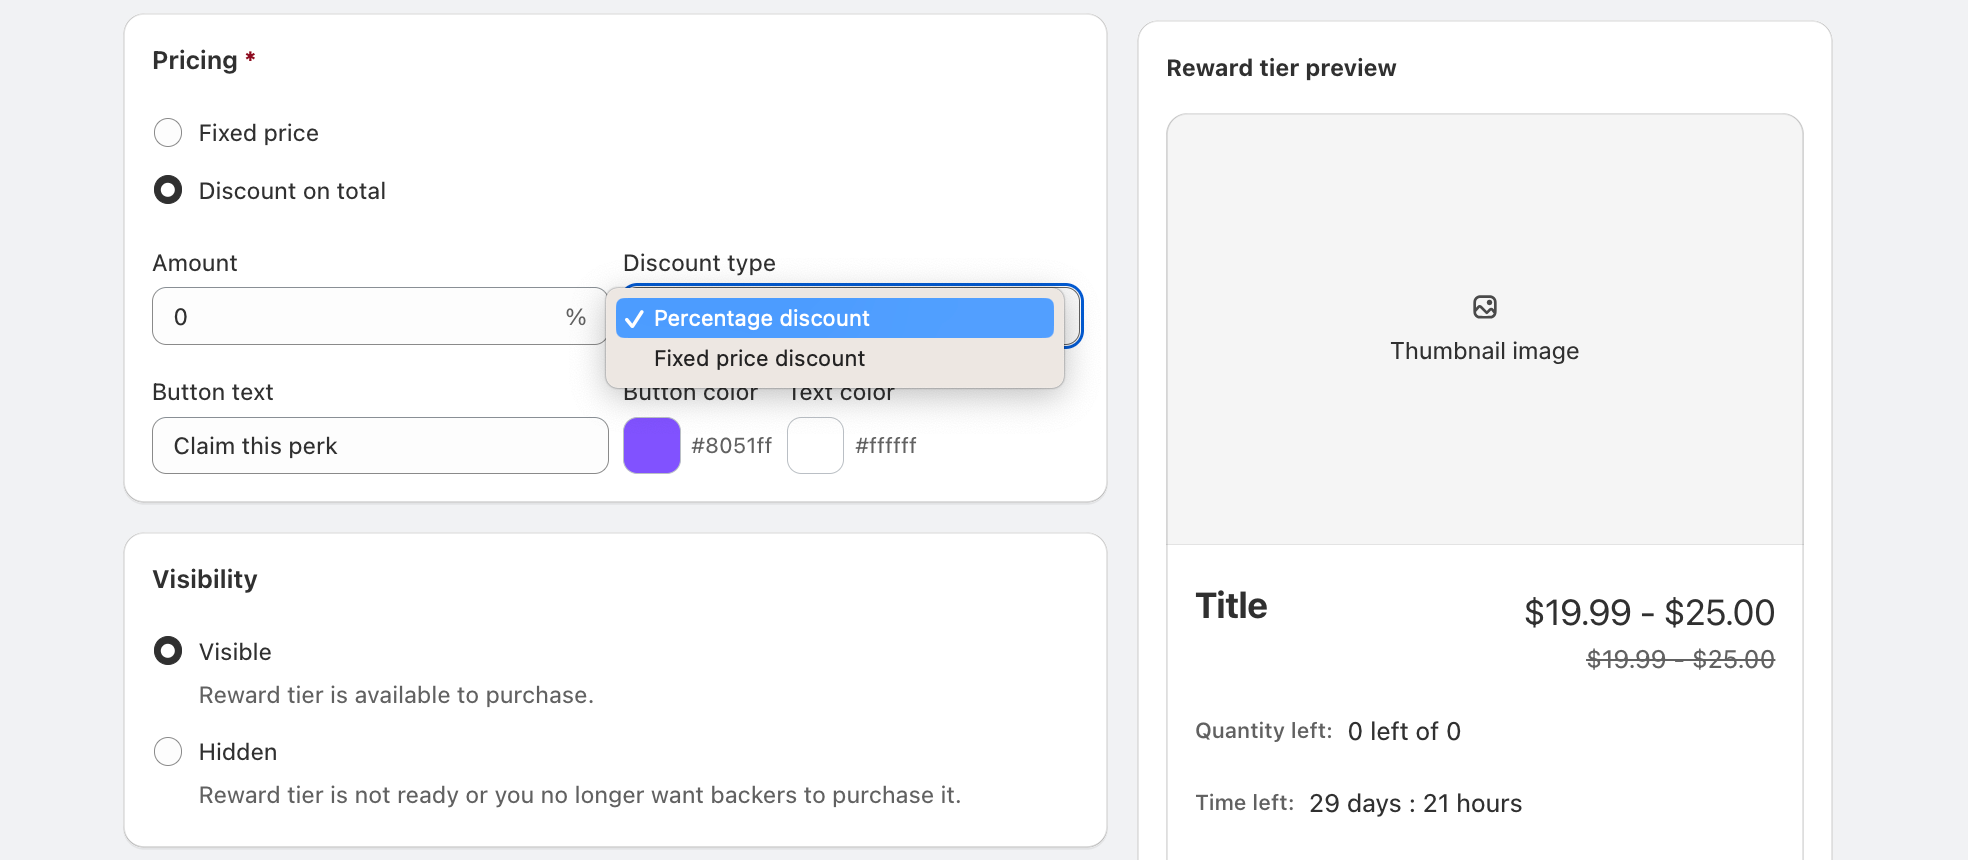 Pricing *
Fixed price
Discount on total
Amount
Discount type
0 %
Percentage discount
Fixed price discount
Button text
Button color
Text color
Claim this perk
#8051ff
#ffffff
Visibility
Visible
Reward tier is available to purchase.
Hidden
Reward tier is not ready or you no longer want backers to purchase it.
Reward tier preview
Thumbnail image
Title
$19.99 - $25.00
$19.99 - $25.00
Quantity left: 0 left of 0
Time left: 29 days : 21 hours